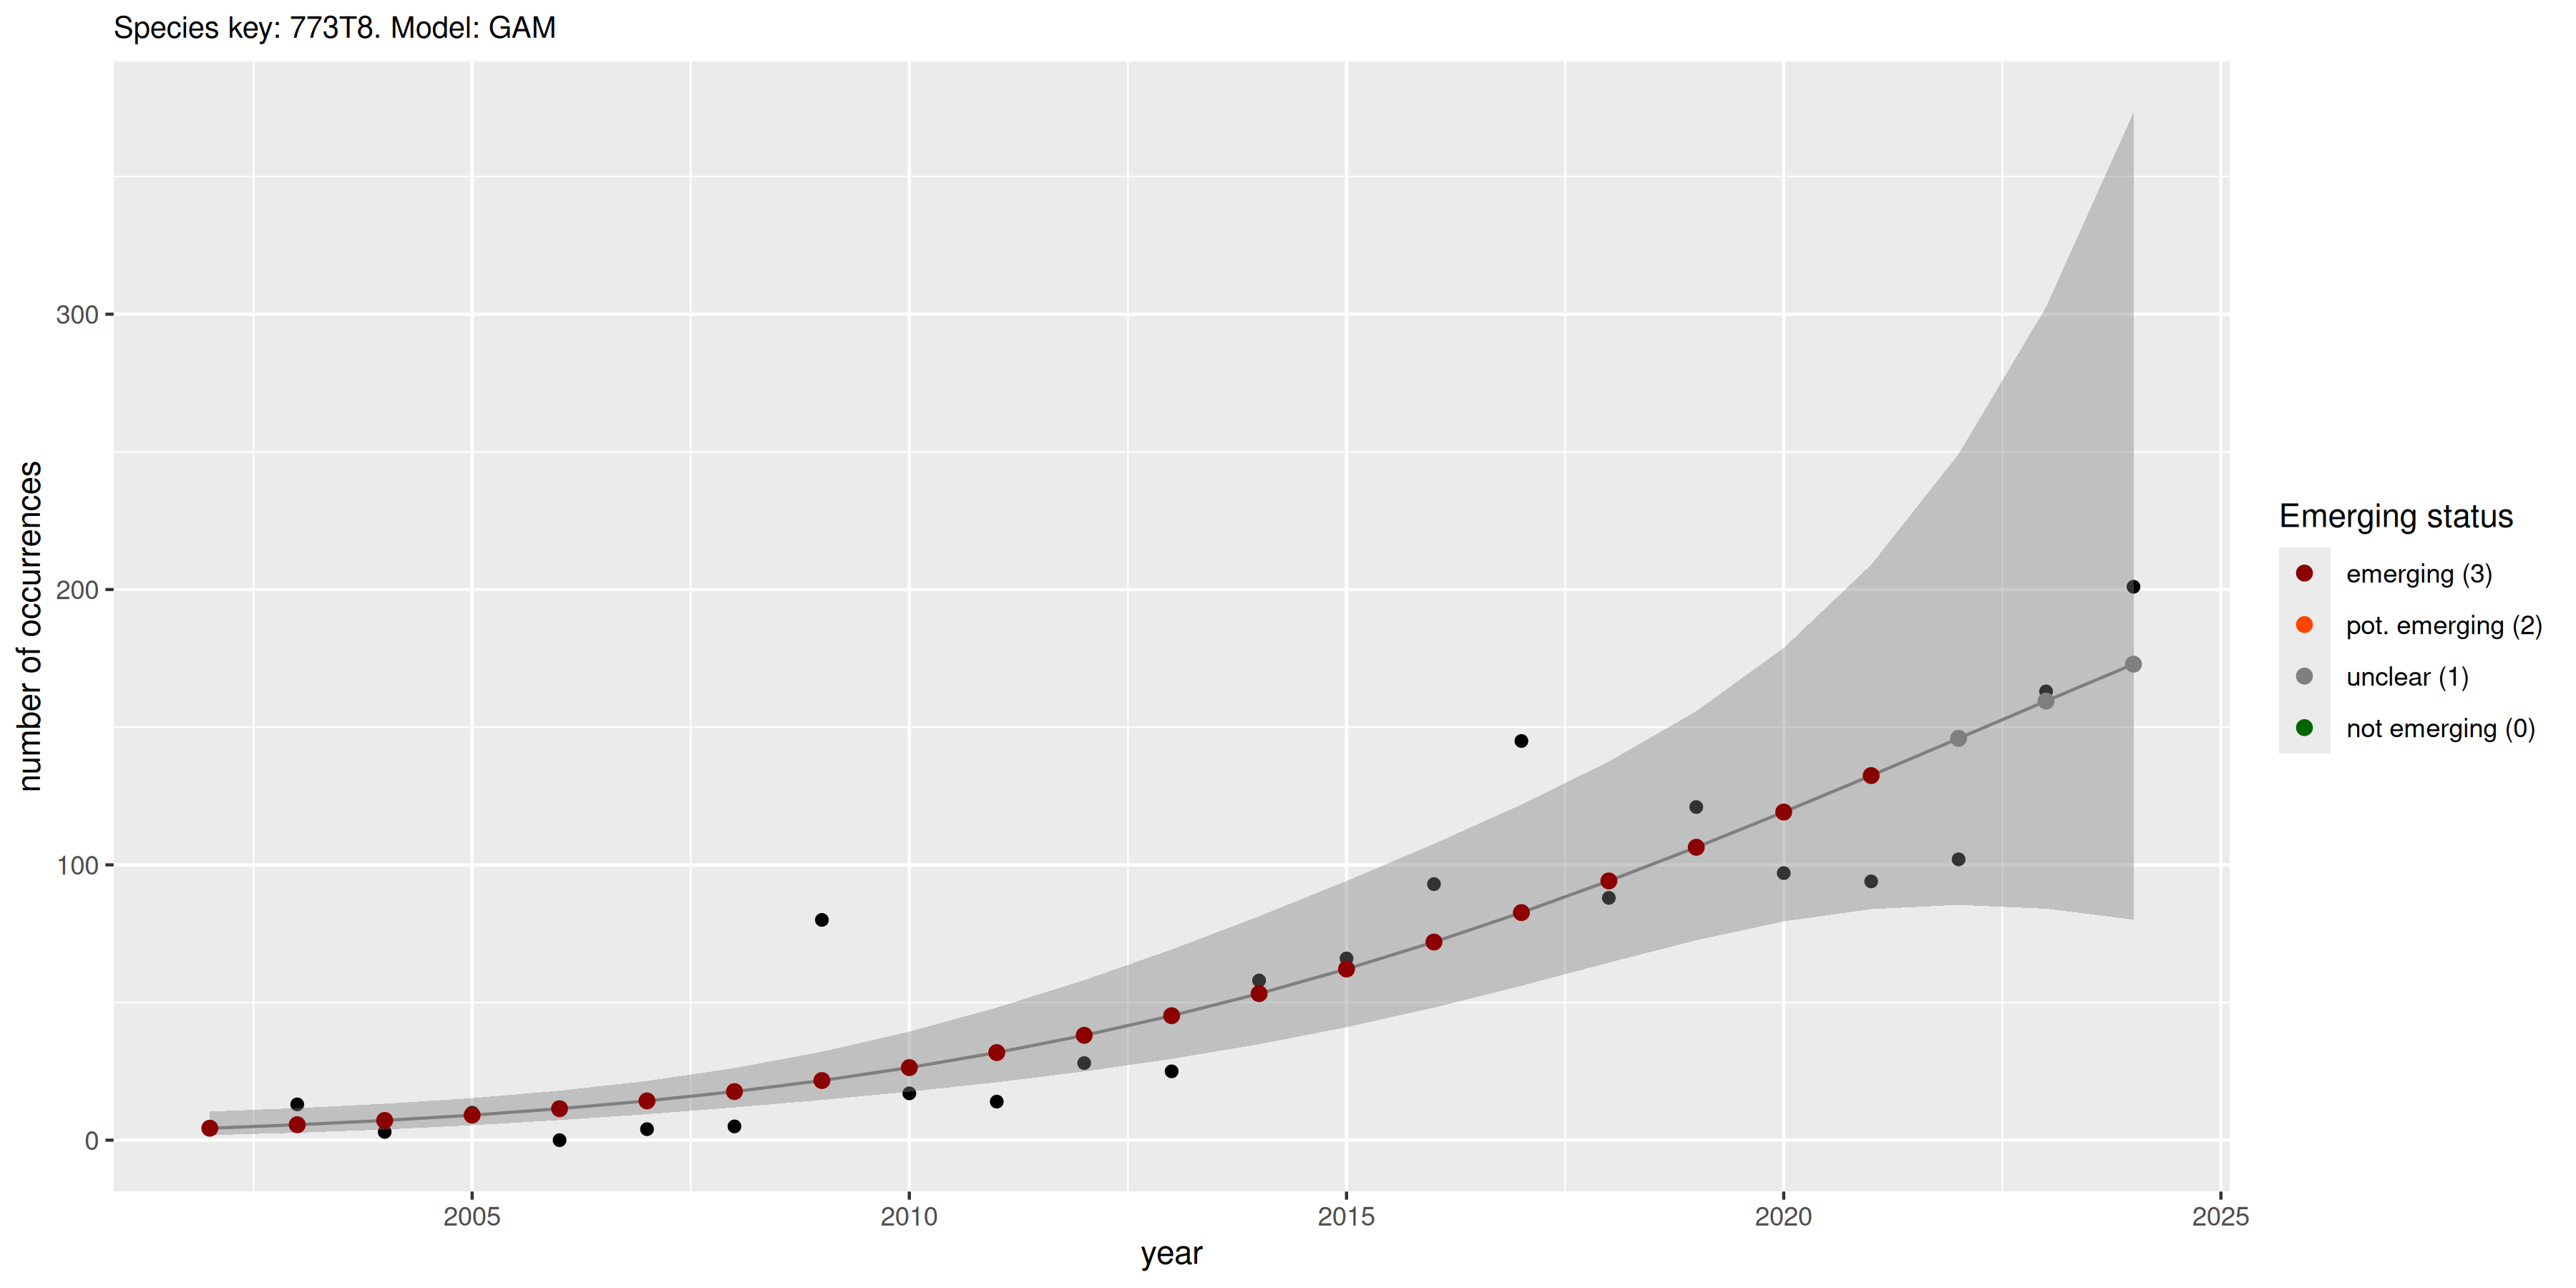 Species key: 773T8. Model: GAM
number of occurrences
300
200
100
0
2005
2010
2015
2020
2025
year
Emerging status
emerging (3)
pot. emerging (2)
unclear (1)
not emerging (0)